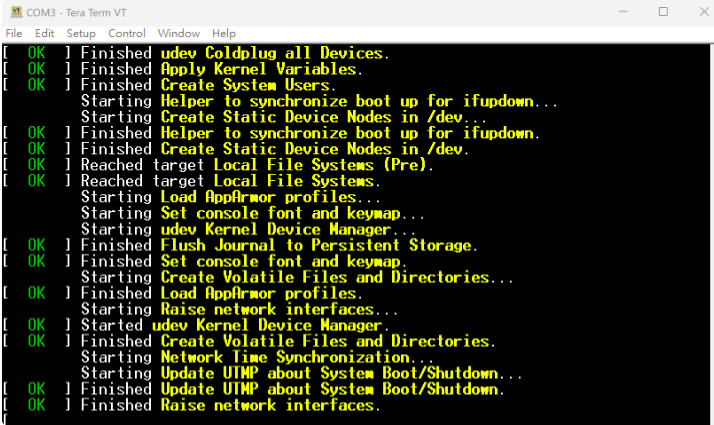 COM3 - Tera Term VT
File Edit Setup Control Window Help
[  OK  ] Finished udev Coldplug all Devices.
[  OK  ] Finished Apply Kernel Variables.
[  OK  ] Finished Create System Users.
         Starting Helper to synchronize boot up for ifupdown...
         Starting Create Static Device Nodes in /dev...
[  OK  ] Finished Helper to synchronize boot up for ifupdown.
[  OK  ] Finished Create Static Device Nodes in /dev.
[  OK  ] Reached target Local File Systems (Pre).
[  OK  ] Reached target Local File Systems.
         Starting Load AppArmor profiles...
         Starting Set console font and keymap...
         Starting udev Kernel Device Manager...
[  OK  ] Finished Flush Journal to Persistent Storage.
[  OK  ] Finished Set console font and keymap.
         Starting Create Volatile Files and Directories...
[  OK  ] Finished Load AppArmor profiles.
         Starting Raise network interfaces...
[  OK  ] Started udev Kernel Device Manager.
[  OK  ] Finished Create Volatile Files and Directories.
         Starting Network Time Synchronization...
         Starting Update UTMP about System Boot/Shutdown...
[  OK  ] Finished Update UTMP about System Boot/Shutdown.
[  OK  ] Finished Raise network interfaces.
[